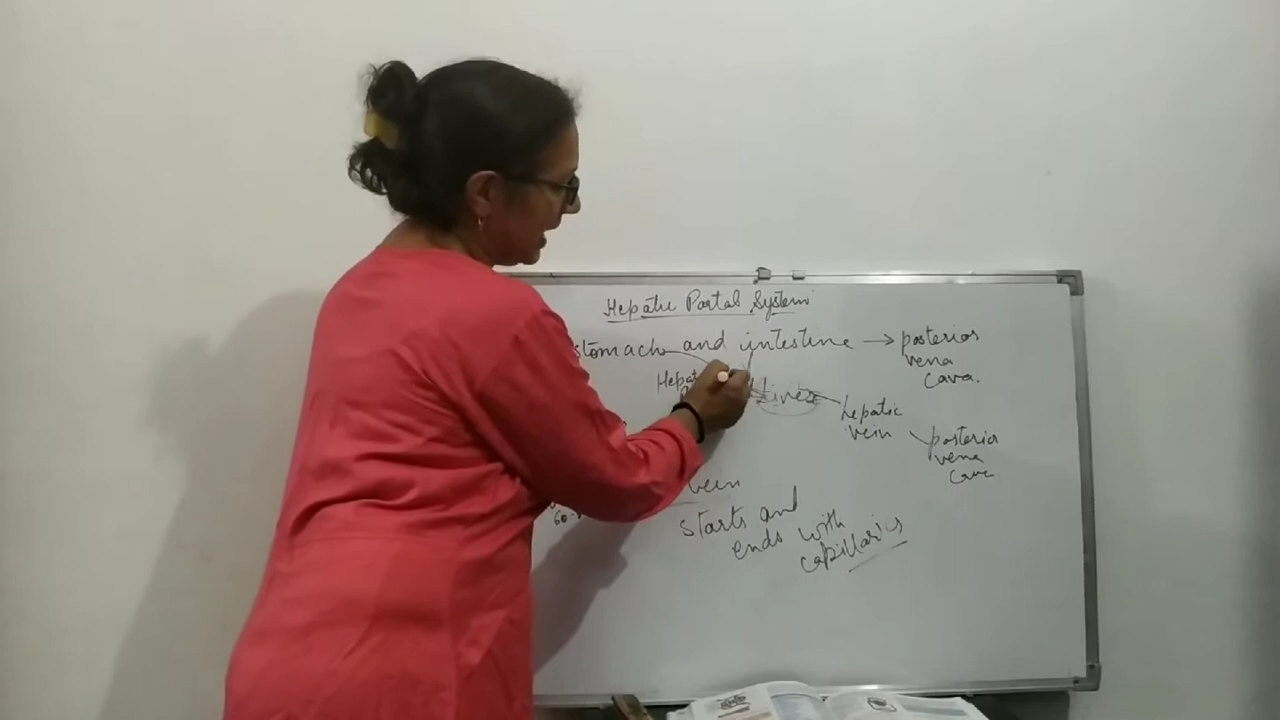 Hepatic Portal System
stomach and intestine → posterior
vena
cava.
Hepat
liver
hepatic
vein
posterior
vena
cava
vein
starts and
ends with
capillaries